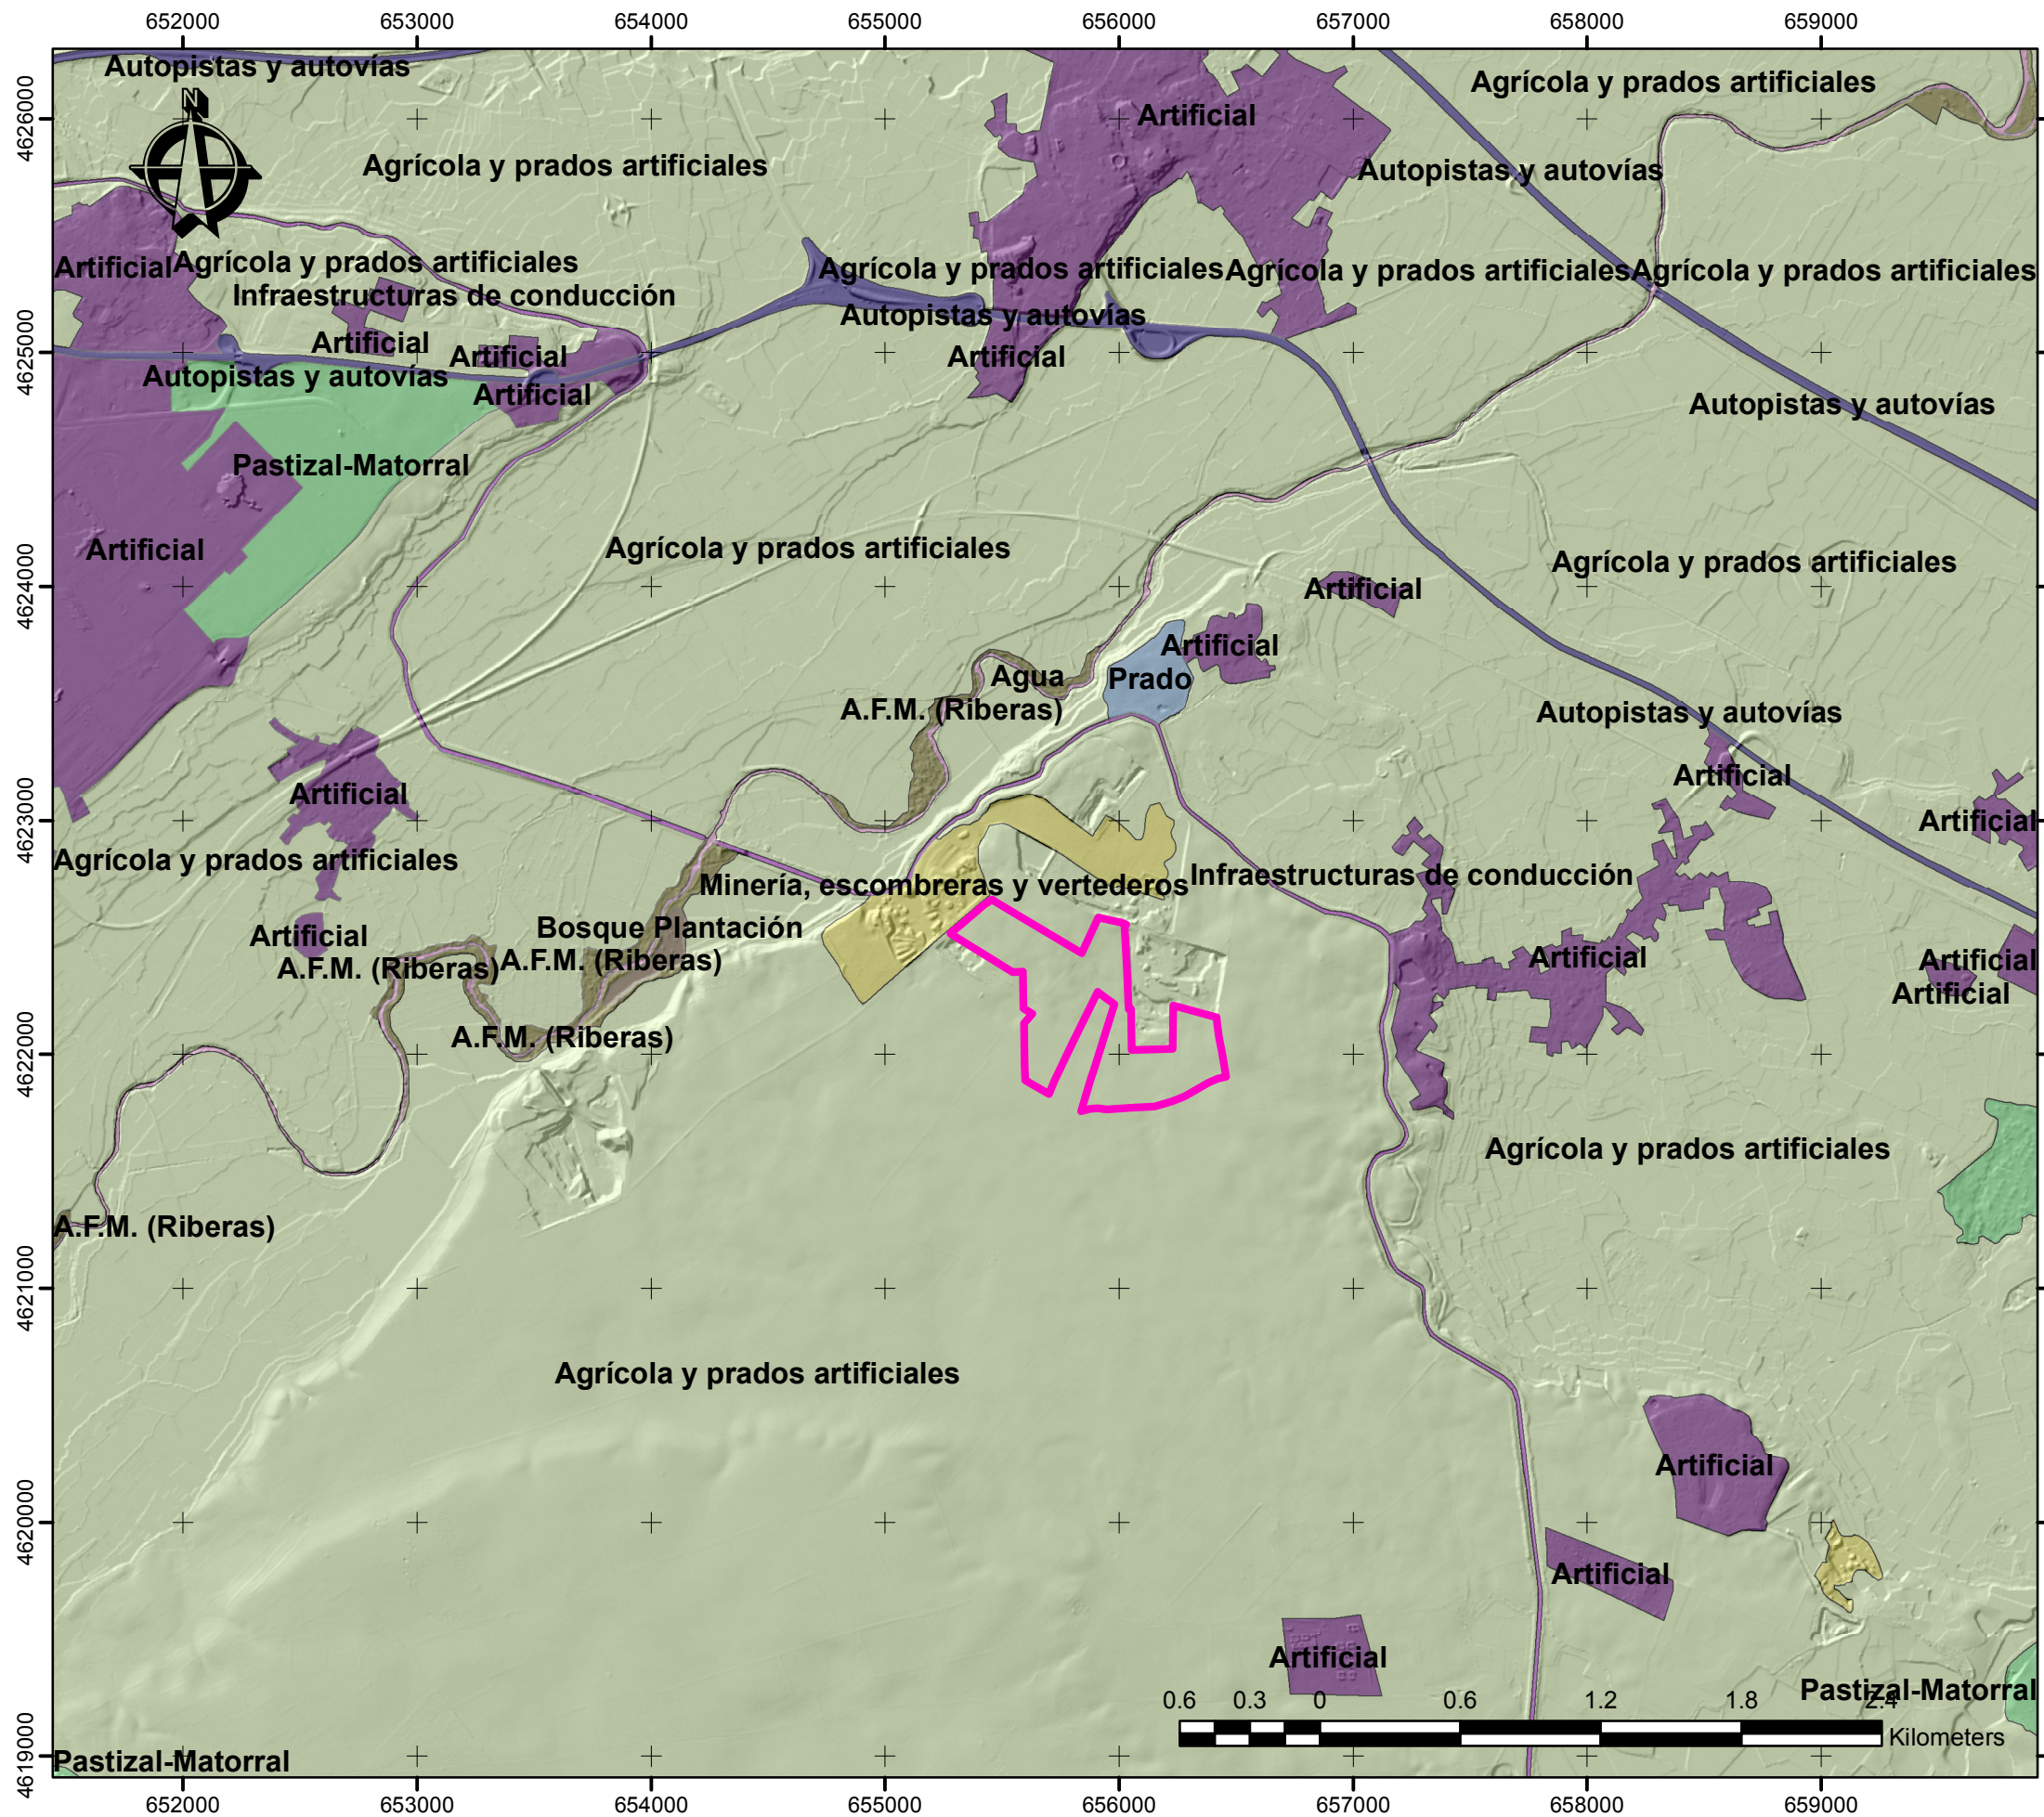 652000 653000 654000 655000 656000 657000 658000 659000
4626000
4625000
4624000
4623000
4622000
4621000
4620000
4619000
Autopistas y autovías
N
Agrícola y prados artificiales
Artificial
Agrícola y prados artificiales
Autopistas y autovías
Artificial
Agrícola y prados artificiales
Infraestructuras de conducción
Agrícola y prados artificiales
Agrícola y prados artificiales
Agrícola y prados artificiales
Autopistas y autovías
Artificial
Artificial
Artificial
Autopistas y autovías
Artificial
Autopistas y autovías
Pastizal-Matorral
Artificial
Agrícola y prados artificiales
Agrícola y prados artificiales
Artificial
Artificial
Agua
Prado
A.F.M. (Riberas)
Autopistas y autovías
Artificial
Artificial
Artificial
Agrícola y prados artificiales
Minería, escombreras y vertederos
Infraestructuras de conducción
Bosque Plantación
Artificial
A.F.M. (Riberas)
A.F.M. (Riberas)
Artificial
Artificial
Artificial
A.F.M. (Riberas)
Agrícola y prados artificiales
A.F.M. (Riberas)
Agrícola y prados artificiales
Artificial
Artificial
Artificial
Pastizal-Matorral
0.6 0.3 0 0.6 1.2 1.8 2.4
Kilometers
Pastizal-Matorral
652000 653000 654000 655000 656000 657000 658000 659000